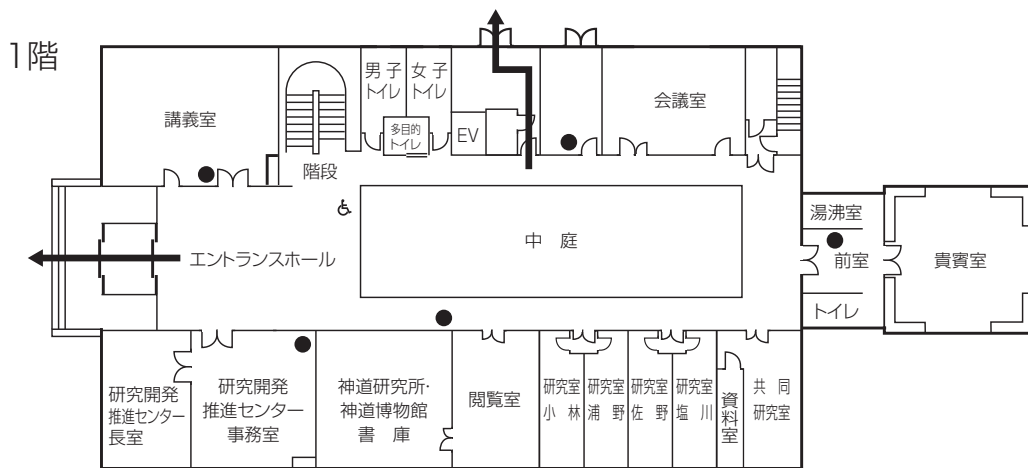 1階
講義室
男子
トイレ
女子
トイレ
多目的
トイレ
EV
会議室
階段
中庭
エントランスホール
湯沸室
前室
トイレ
貴賓室
研究開発
推進センター
長室
研究開発
推進センター
事務室
神道研究所・
神道博物館
書庫
閲覧室
研究室
小林
研究室
浦野
研究室
佐野
研究室
塩川
資料室
共同
研究室